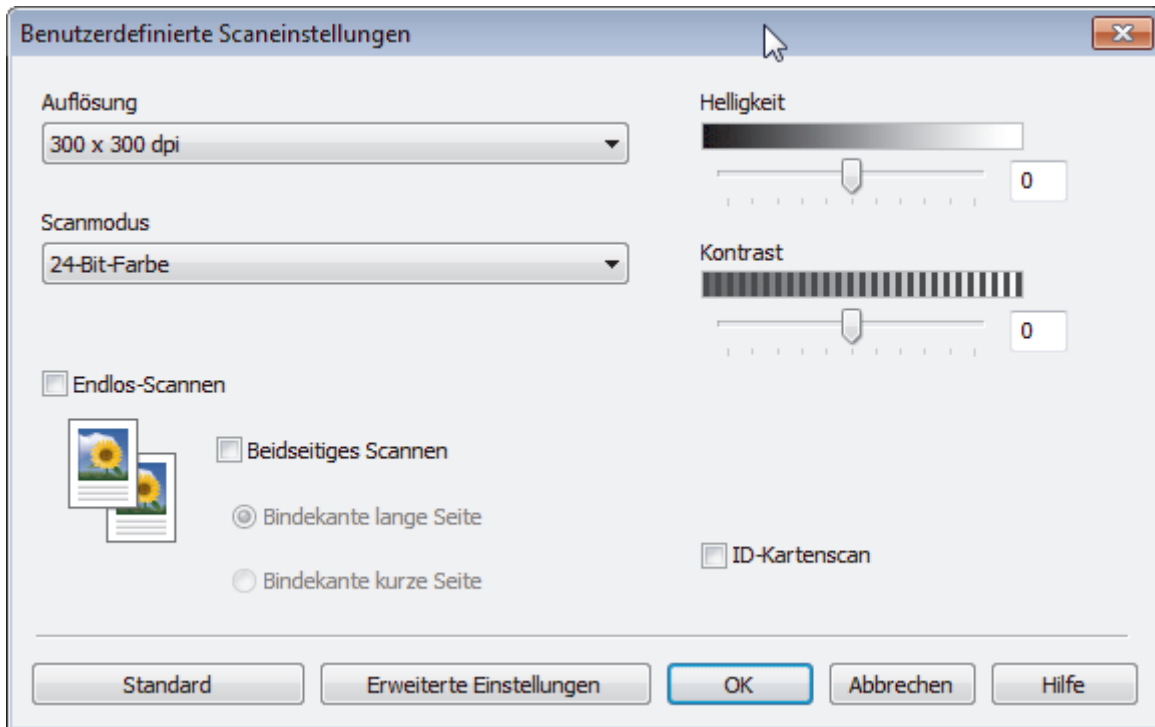 Benutzerdefinierte Scaneinstellungen
Auflösung
300 x 300 dpi
Scanmodus
24-Bit-Farbe
Helligkeit
0
Kontrast
0
Endlos-Scannen
Beidseitiges Scannen
Bindekante lange Seite
Bindekante kurze Seite
ID-Kartenscan
Standard
Erweiterte Einstellungen
OK
Abbrechen
Hilfe